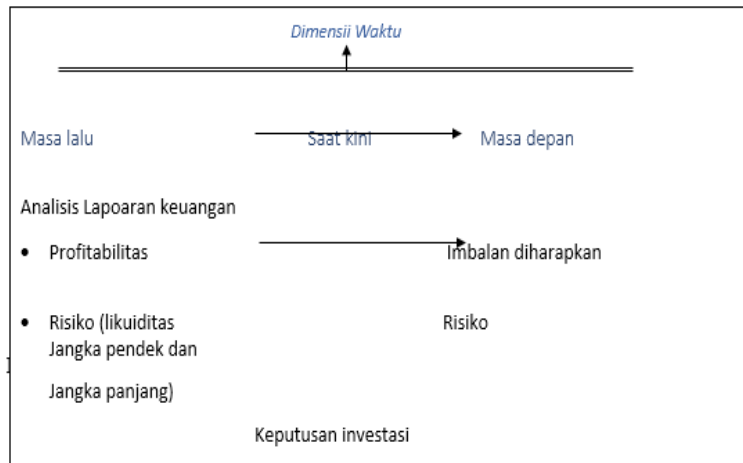 Dimensii Waktu
Masa lalu Saat kini Masa depan
Analisis Lapoaran keuangan
• Profitabilitas Imbalan diharapkan
• Risiko (likuiditas Risiko
Jangka pendek dan
Jangka panjang)
Keputusan investasi